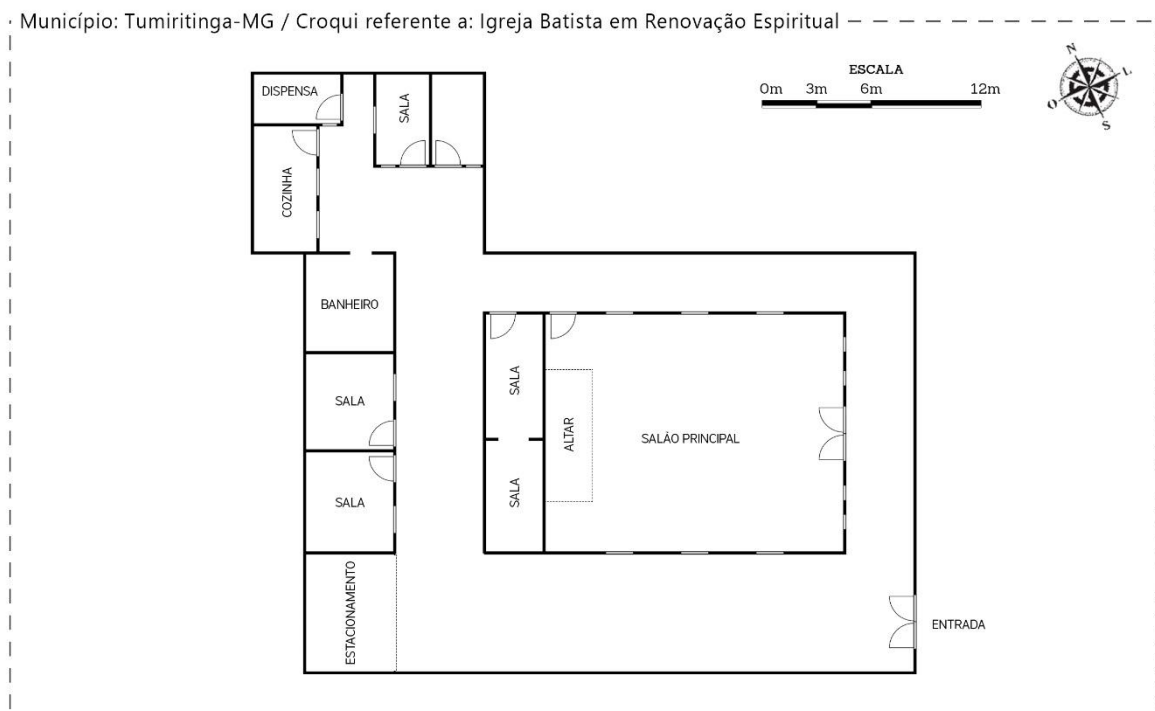 Município: Tumiritinga-MG / Croqui referente a: Igreja Batista em Renovação Espiritual
ESCALA
0m 3m 6m 12m
N
L
O
S
DISPENSA
SALA
COZINHA
BANHEIRO
SALA
SALA
ALTAR
SALÃO PRINCIPAL
SALA
SALA
ESTACIONAMENTO
ENTRADA